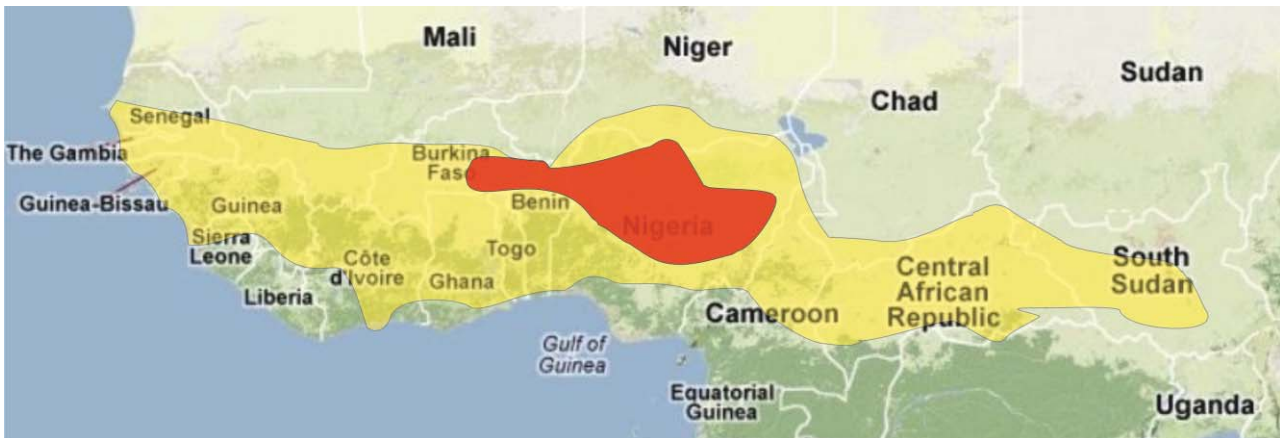 Mali
Niger
Sudan
Chad
Senegal
The Gambia
Burkina
Faso
Guinea-Bissau
Guinea
Benin
Nigeria
Sierra
Leone
Togo
Côte
d'Ivoire
Ghana
Liberia
Central
African
Republic
South
Sudan
Cameroon
Gulf of
Guinea
Equatorial
Guinea
Uganda